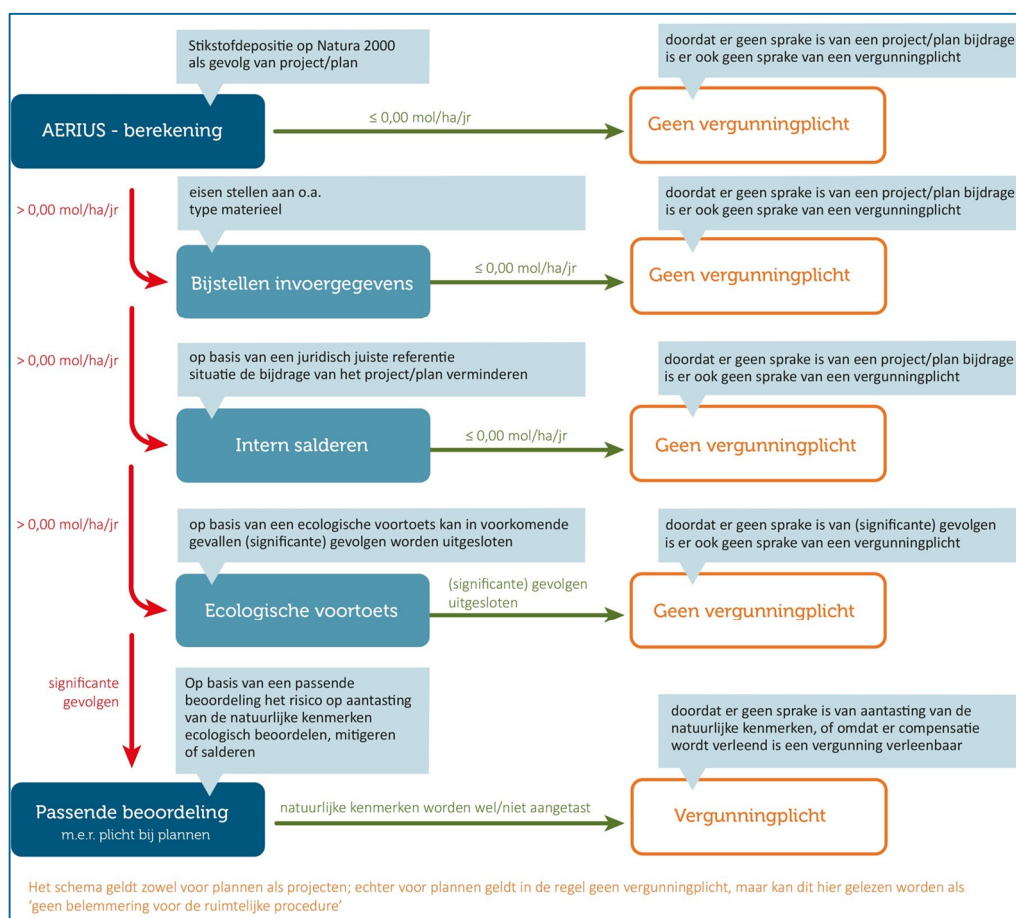 Stikstofdepositie op Natura 2000
als gevolg van project/plan
doordat er geen sprake is van een project/plan bijdrage
is er ook geen sprake van een vergunningplicht
AERIUS - berekening
≤ 0,00 mol/ha/jr
Geen vergunningplicht
> 0,00 mol/ha/jr
eisen stellen aan o.a.
type materieel
doordat er geen sprake is van een project/plan bijdrage
is er ook geen sprake van een vergunningplicht
Bijstellen invoergegevens
≤ 0,00 mol/ha/jr
Geen vergunningplicht
> 0,00 mol/ha/jr
op basis van een juridisch juiste referentie
situatie de bijdrage van het project/plan verminderen
doordat er geen sprake is van een project/plan bijdrage
is er ook geen sprake van een vergunningplicht
Intern salderen
≤ 0,00 mol/ha/jr
Geen vergunningplicht
> 0,00 mol/ha/jr
op basis van een ecologische voortoets kan in voorkomende
gevallen (significante) gevolgen worden uitgesloten
doordat er geen sprake is van (significante) gevolgen
is er ook geen sprake van een vergunningplicht
Ecologische voortoets
(significante) gevolgen
uitgesloten
Geen vergunningplicht
significante
gevolgen
Op basis van een passende
beoordeling het risico op aantasting
van de natuurlijke kenmerken
ecologisch beoordelen, mitigeren
of salderen
doordat er geen sprake is van aantasting van de
natuurlijke kenmerken, of omdat er compensatie
wordt verleend is een vergunning verleenbaar
Passende beoordeling
m.e.r. plicht bij plannen
natuurlijke kenmerken worden wel/niet aangetast
Vergunningplicht
Het schema geldt zowel voor plannen als projecten; echter voor plannen geldt in de regel geen vergunningplicht, maar kan dit hier gelezen worden als
‘geen belemmering voor de ruimtelijke procedure’